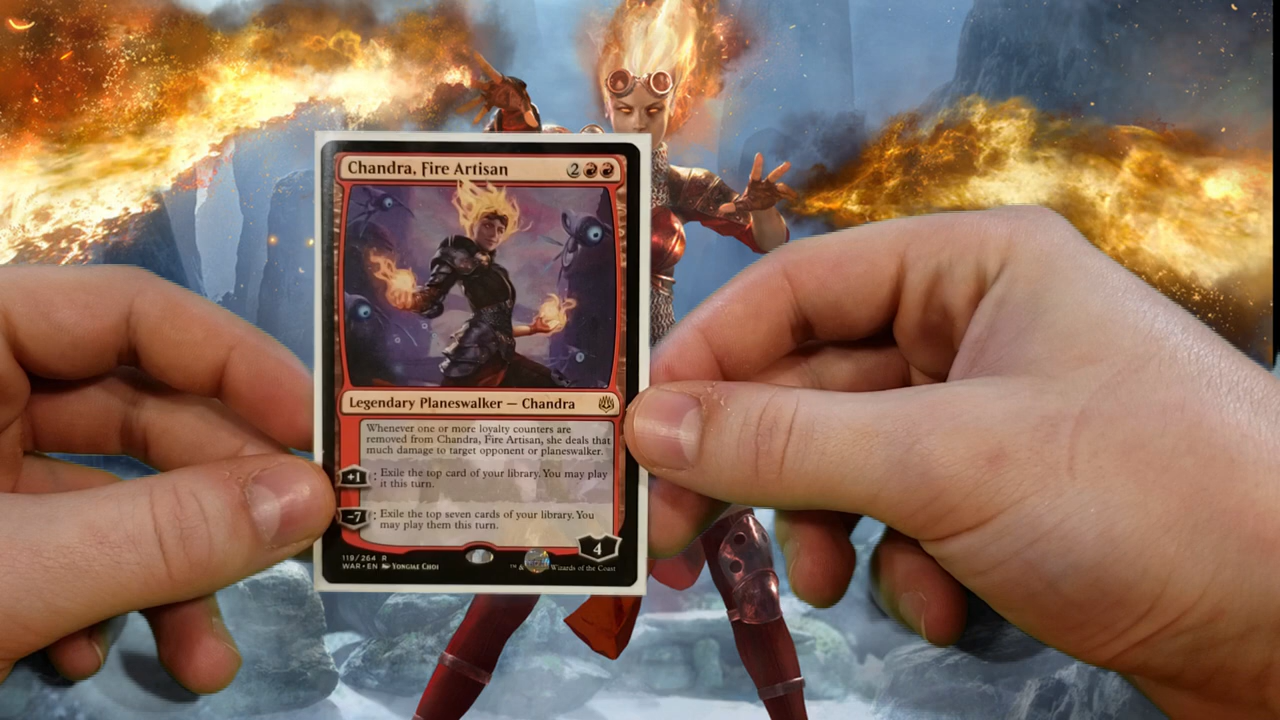 Chandra, Fire Artisan 2
Legendary Planeswalker — Chandra
Whenever one or more loyalty counters are
removed from Chandra, Fire Artisan, she deals that
much damage to target opponent or planeswalker.
+1: Exile the top card of your library. You may play
it this turn.
−7: Exile the top seven cards of your library. You
may play them this turn.
4
119/264 R
WAR • EN Yongjae Choi
™ & Wizards of the Coast